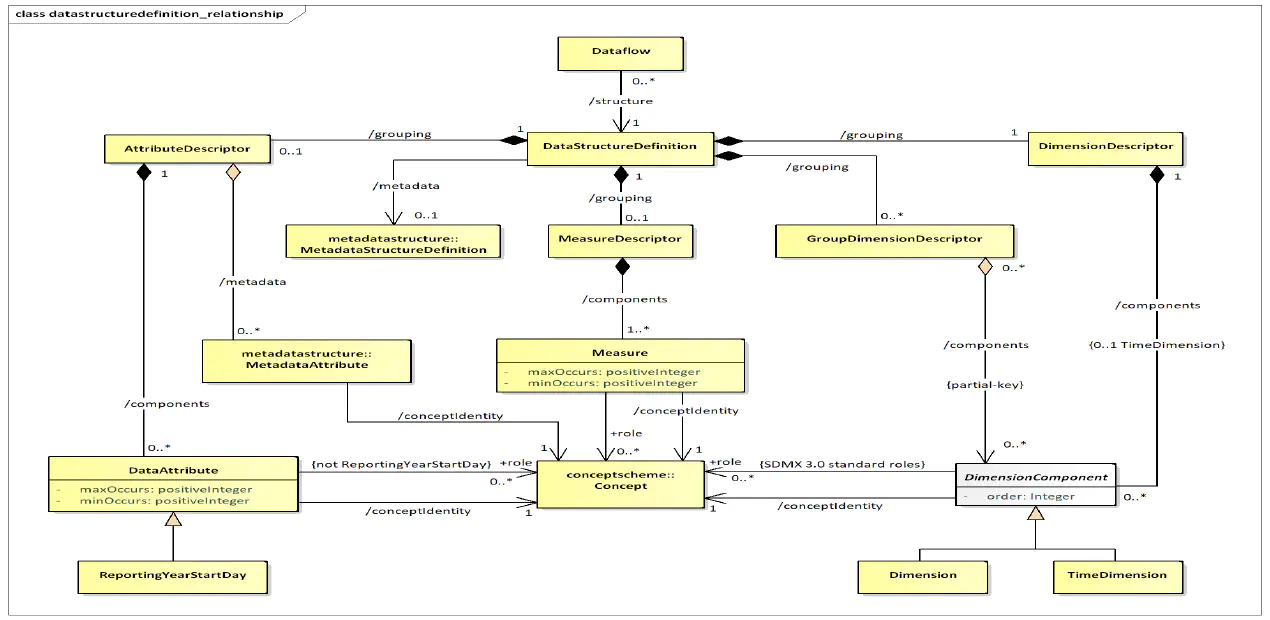 class datastructuredefinition_relationship
Dataflow
0..*
/structure
1
AttributeDescriptor
0..1
/grouping
1
DataStructureDefinition
/grouping
1
DimensionDescriptor
1
/metadata
0..1
1
/grouping
0..1
/grouping
0..*
1
metadatastructure::
MetadataStructureDefinition
MeasureDescriptor
GroupDimensionDescriptor
0..*
/metadata
0..*
/components
1..*
/components
{partial-key}
0..*
/components
{0..1 TimeDimension}
metadatastructure::
MetadataAttribute
Measure
- maxOccurs: positiveInteger
- minOccurs: positiveInteger
/components
0..*
/conceptIdentity
1
+role
0..*
/conceptIdentity
1
DataAttribute
- maxOccurs: positiveInteger
- minOccurs: positiveInteger
{not ReportingYearStartDay} +role
0..*
/conceptIdentity
1
conceptscheme::
Concept
+role
0..*
{SDMX 3.0 standard roles}
1
/conceptIdentity
DimensionComponent
- order: Integer
0..*
ReportingYearStartDay
Dimension
TimeDimension